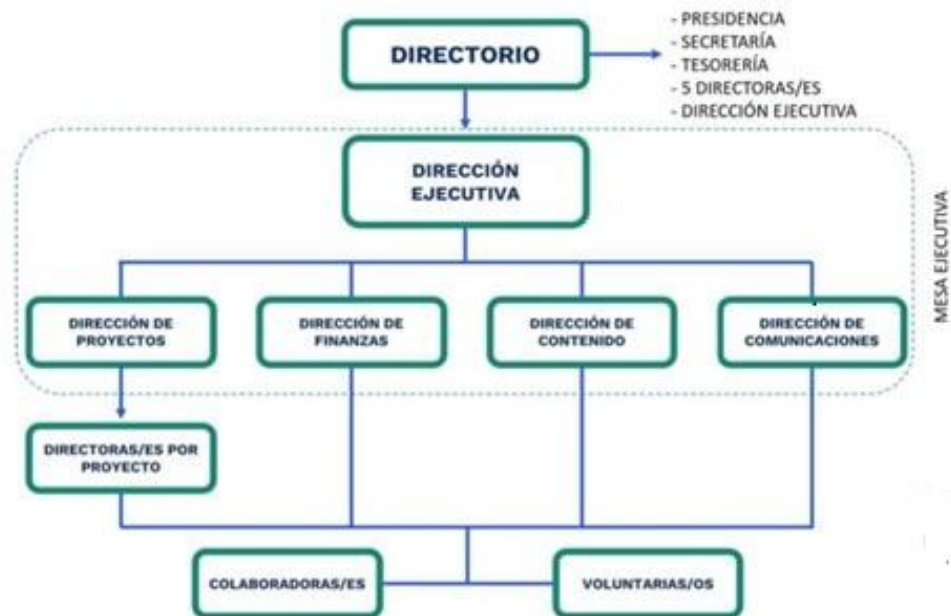 DIRECTORIO
- PRESIDENCIA
- SECRETARÍA
- TESORERÍA
- 5 DIRECTORAS/ES
- DIRECCIÓN EJECUTIVA
DIRECCIÓN
EJECUTIVA
MESA EJECUTIVA
DIRECCIÓN DE
PROYECTOS
DIRECCIÓN DE
FINANZAS
DIRECCIÓN DE
CONTENIDO
DIRECCIÓN DE
COMUNICACIONES
DIRECTORAS/ES POR
PROYECTO
COLABORADORAS/ES
VOLUNTARIAS/OS